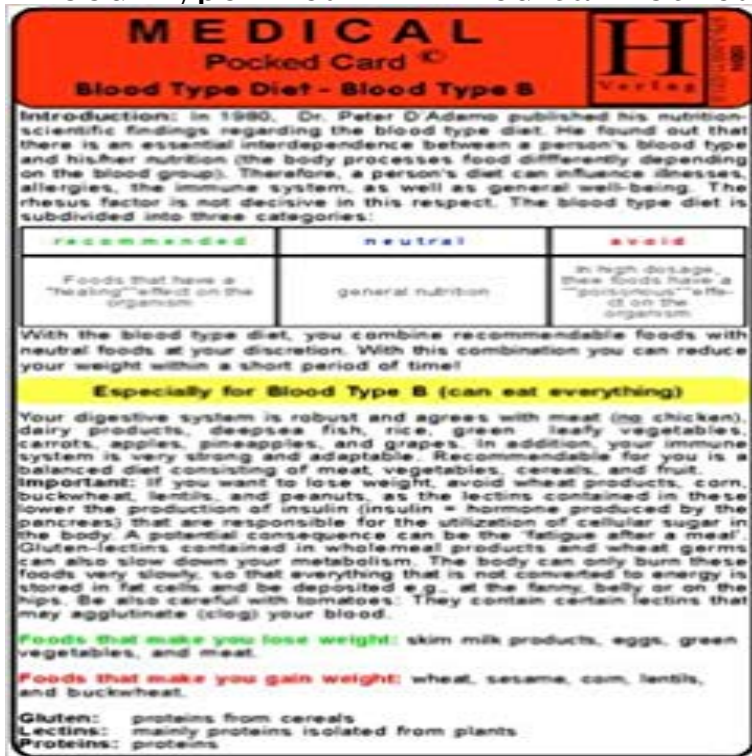 MEDICAL
Pocked Card ©
Blood Type Diet - Blood Type B
H
Verlag
Introduction: In 1980, Dr. Peter D'Adamo published his nutrition-
scientific findings regarding the blood type diet. He found out that
there is an essential interdependence between a person's blood type
and his/her nutrition (the body processes food diffferently depending
on the blood group). Therefore, a person's diet can influence illnesses,
allergies, the immune system, as well as general well-being. The
rhesus factor is not decisive in this respect. The blood type diet is
subdivided into three categories:
recommended neutral avoid
Foods that have a
"healing" effect on the
organism
general nutrition
In high dosage,
thee foods have a
"poisonous" effe-
ct on the
organism
With the blood type diet, you combine recommendable foods with
neutral foods at your discretion. With this combination you can reduce
your weight within a short period of time!
Especially for Blood Type B (can eat everything)
Your digestive system is robust and agrees with meat (no chicken),
dairy products, deepsea fish, rice, green leafy vegetables,
carrots, apples, pineapples, and grapes. In addition, your immune
system is very strong and adaptable. Recommendable for you is a
balanced diet consisting of meat, vegetables, cereals, and fruit.
Important: If you want to lose weight, avoid wheat products, corn,
buckwheat, lentils, and peanuts, as the lectins contained in these
lower the production of insulin (insulin = hormone produced by the
pancreas) that are responsible for the utilization of cellular sugar in
the body. A potential consequence can be the 'fatigue after a meal'.
Gluten-lectins contained in wholemeal products and wheat germs
can also slow down your metabolism. The body can only burn these
foods very slowly, so that everything that is not converted to energy is
stored in fat cells and be deposited e.g., at the fanny, belly or on the
hips. Be also careful with tomatoes: They contain certain lectins that
may agglutinate (clog) your blood.
Foods that make you lose weight: skim milk products, eggs, green
vegetables, and meat.
Foods that make you gain weight: wheat, sesame, corn, lentils,
and buckwheat.
Gluten: proteins from cereals
Lectins: mainly proteins isolated from plants
Proteins: proteins